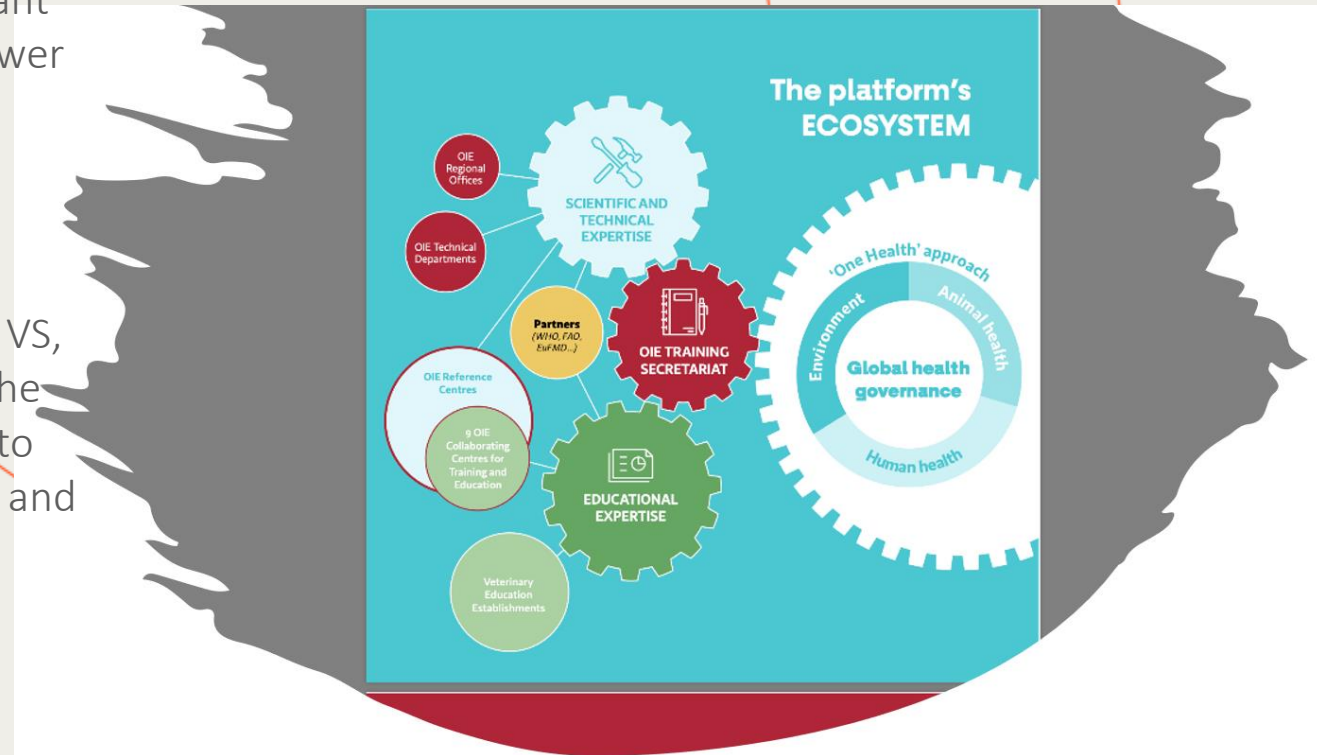 wer
VS,
to
and
The platform's
ECOSYSTEM
OIE
Regional
Offices
SCIENTIFIC AND
TECHNICAL
EXPERTISE
OIE Technical
Departments
Partners
(WHO, FAO,
EuFMD...)
OIE TRAINING
SECRETARIAT
OIE Reference
Centres
9 OIE
Collaborating
Centres for
Training and
Education
EDUCATIONAL
EXPERTISE
Veterinary
Education
Establishments
'One Health' approach
Environment
Animal health
Global health
governance
Human health